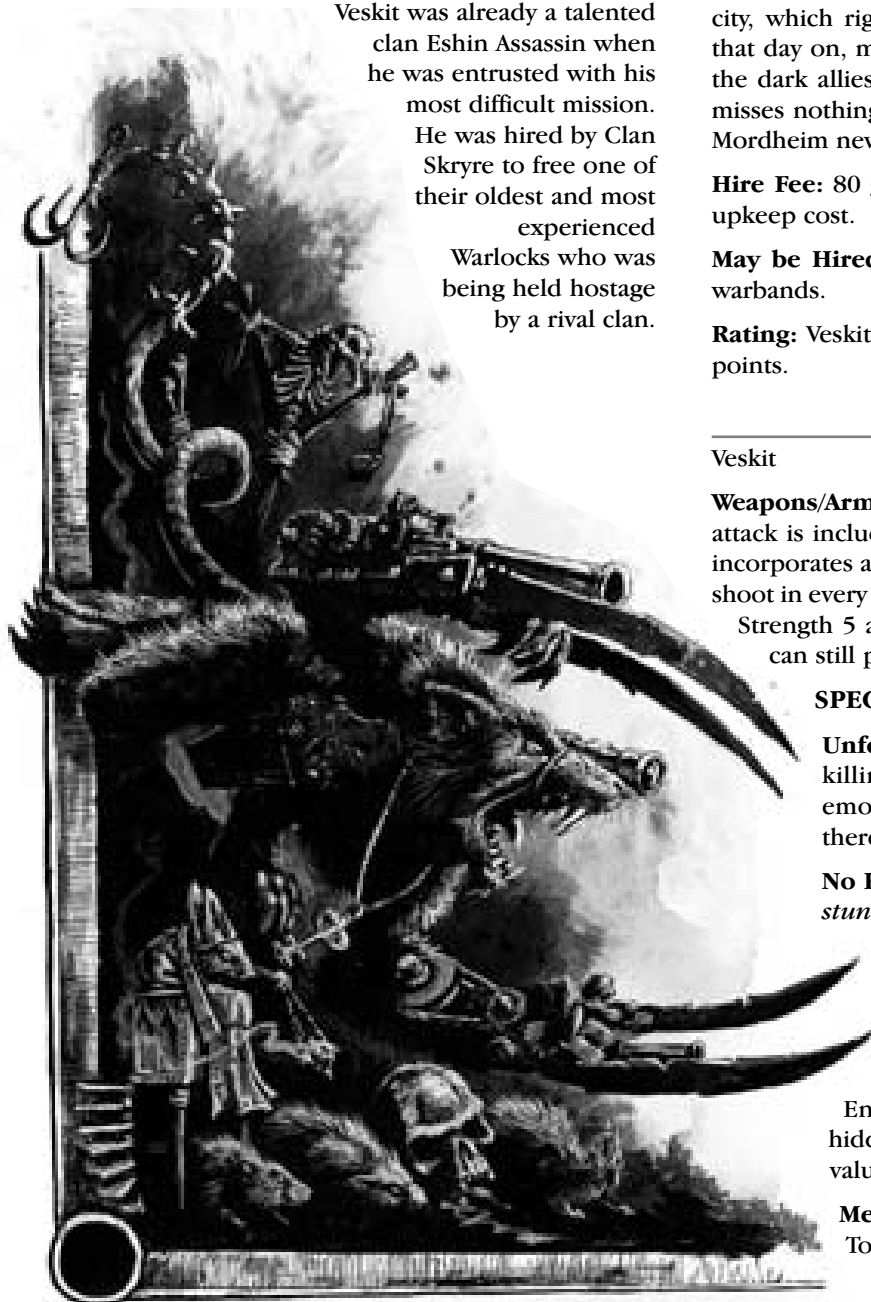 Veskit was already a talented
clan Eshin Assassin when
he was entrusted with his
most difficult mission.
He was hired by Clan
Skryre to free one of
their oldest and most
experienced
Warlocks who was
being held hostage
by a rival clan.
city, which rig
that day on, m
the dark allies
misses nothing
Mordheim nev
Hire Fee: 80
upkeep cost.
May be Hired
warbands.
Rating: Veskit
points.
Veskit
Weapons/Arm
attack is inclu
incorporates a
shoot in every
Strength 5 a
can still p
SPEC
Unfe
killin
emo
there
No
stun
En
hidd
valu
Me
To